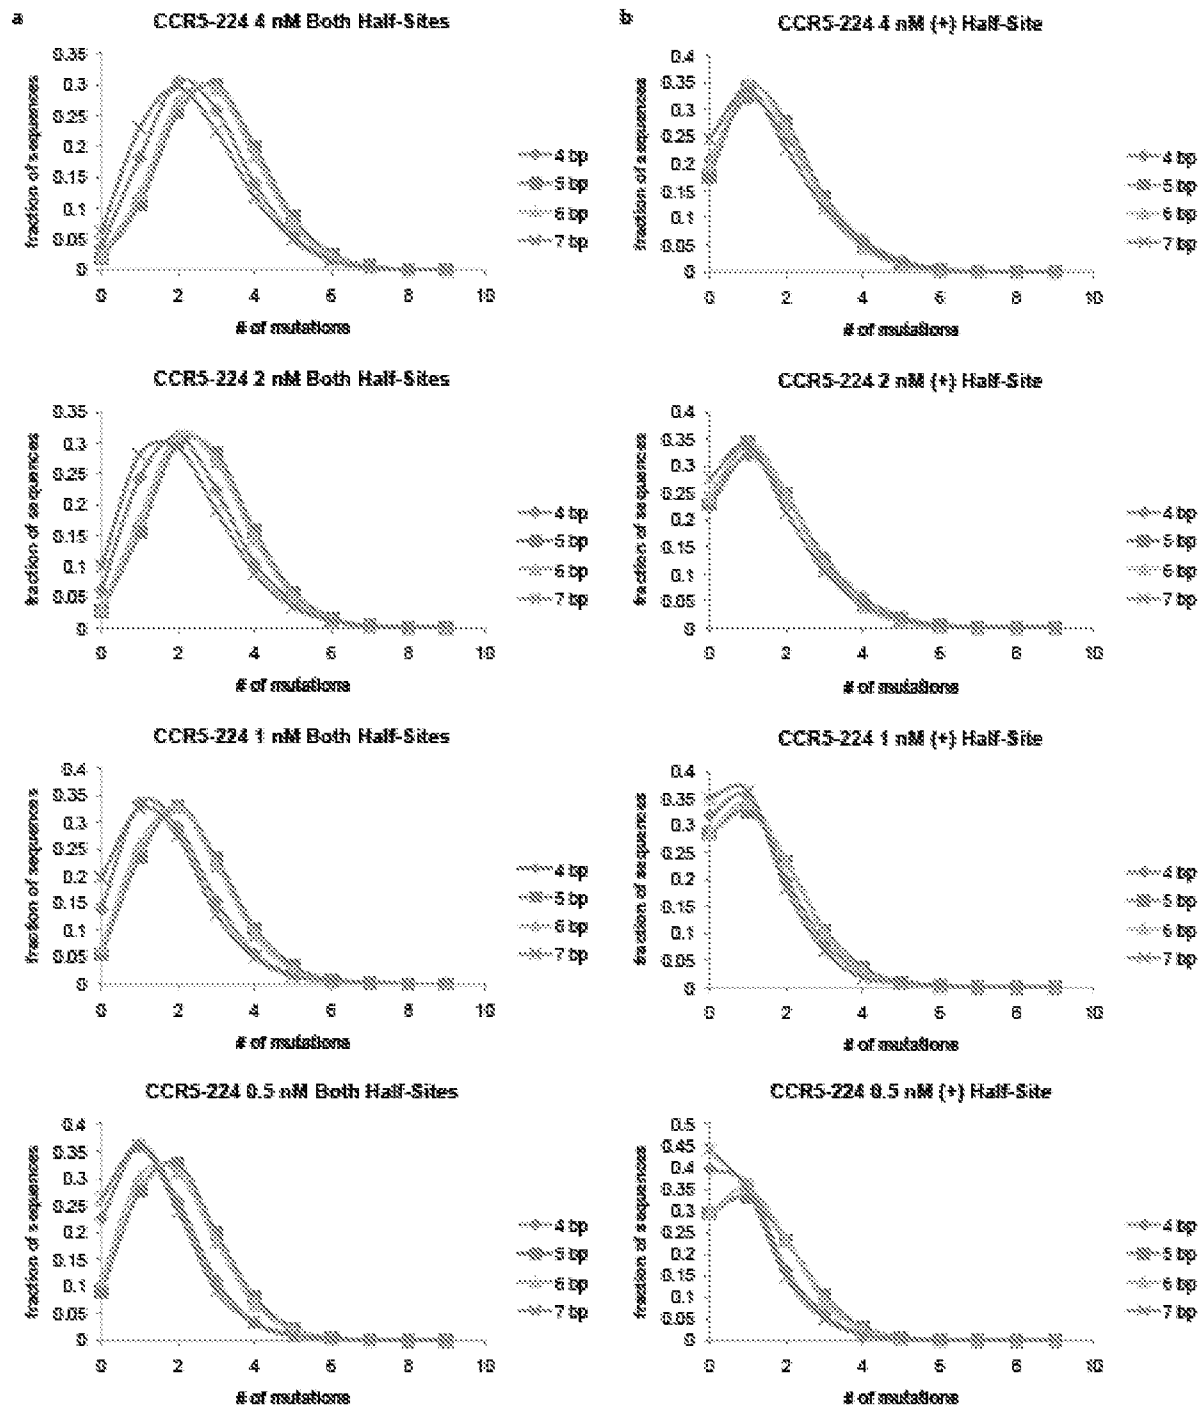 a
CCR5-224 4 nM Both Half-Sites
0.35
0.3
0.25
0.2
0.15
0.1
0.05
0
fraction of sequences
0 2 4 6 8 10
# of mutations
4 bp
5 bp
6 bp
7 bp
b
CCR5-224 4 nM (+) Half-Site
0.4
0.35
0.3
0.25
0.2
0.15
0.1
0.05
0
fraction of sequences
0 2 4 6 8 10
# of mutations
4 bp
5 bp
6 bp
7 bp
CCR5-224 2 nM Both Half-Sites
0.35
0.3
0.25
0.2
0.15
0.1
0.05
0
fraction of sequences
0 2 4 6 8 10
# of mutations
4 bp
5 bp
6 bp
7 bp
CCR5-224 2 nM (+) Half-Site
0.4
0.35
0.3
0.25
0.2
0.15
0.1
0.05
0
fraction of sequences
0 2 4 6 8 10
# of mutations
4 bp
5 bp
6 bp
7 bp
CCR5-224 1 nM Both Half-Sites
0.4
0.35
0.3
0.25
0.2
0.15
0.1
0.05
0
fraction of sequences
0 2 4 6 8 10
# of mutations
4 bp
5 bp
6 bp
7 bp
CCR5-224 1 nM (+) Half-Site
0.4
0.35
0.3
0.25
0.2
0.15
0.1
0.05
0
fraction of sequences
0 2 4 6 8 10
# of mutations
4 bp
5 bp
6 bp
7 bp
CCR5-224 0.5 nM Both Half-Sites
0.4
0.35
0.3
0.25
0.2
0.15
0.1
0.05
0
fraction of sequences
0 2 4 6 8 10
# of mutations
4 bp
5 bp
6 bp
7 bp
CCR5-224 0.5 nM (+) Half-Site
0.5
0.45
0.4
0.35
0.3
0.25
0.2
0.15
0.1
0.05
0
fraction of sequences
0 2 4 6 8 10
# of mutations
4 bp
5 bp
6 bp
7 bp